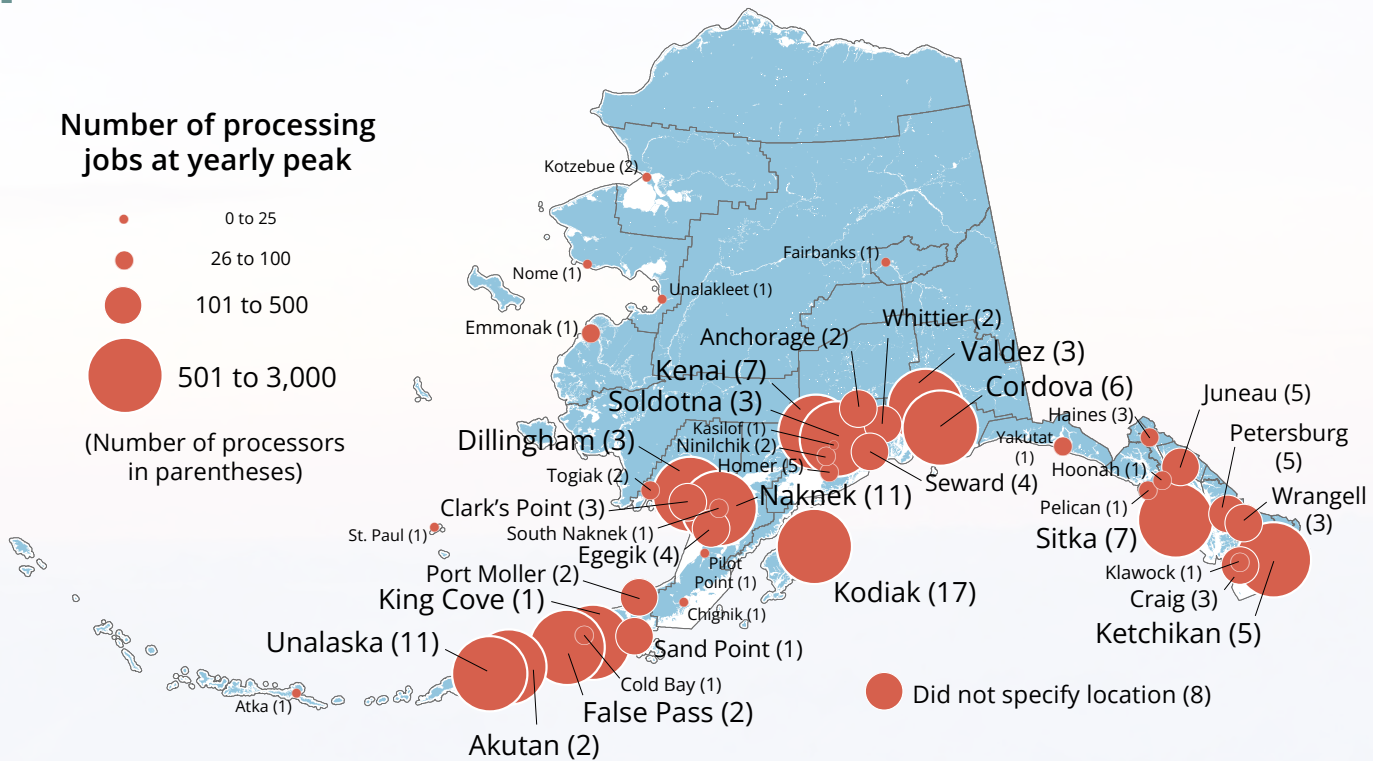 Number of processing
jobs at yearly peak
0 to 25
26 to 100
101 to 500
501 to 3,000
(Number of processors
in parentheses)
Kotzebue (2)
Nome (1)
Unalakleet (1)
Fairbanks (1)
Emmonak (1)
Whittier (2)
Anchorage (2)
Valdez (3)
Kenai (7)
Cordova (6)
Soldotna (3)
Kasilof (1)
Ninilchik (2)
Homer (5)
Dillingham (3)
Togiak (2)
Clark’s Point (3)
South Naknek (1)
Egegik (4)
Naknek (11)
Seward (4)
Haines (3)
Juneau (5)
Yakutat
(1)
Hoonah (1)
Petersburg
(5)
Pelican (1)
Wrangell
(3)
Sitka (7)
Klawock (1)
Craig (3)
Ketchikan (5)
St. Paul (1)
Pilot
Point (1)
Port Moller (2)
Chignik (1)
Kodiak (17)
King Cove (1)
Unalaska (11)
Sand Point (1)
Cold Bay (1)
False Pass (2)
Atka (1)
Akutan (2)
Did not specify location (8)